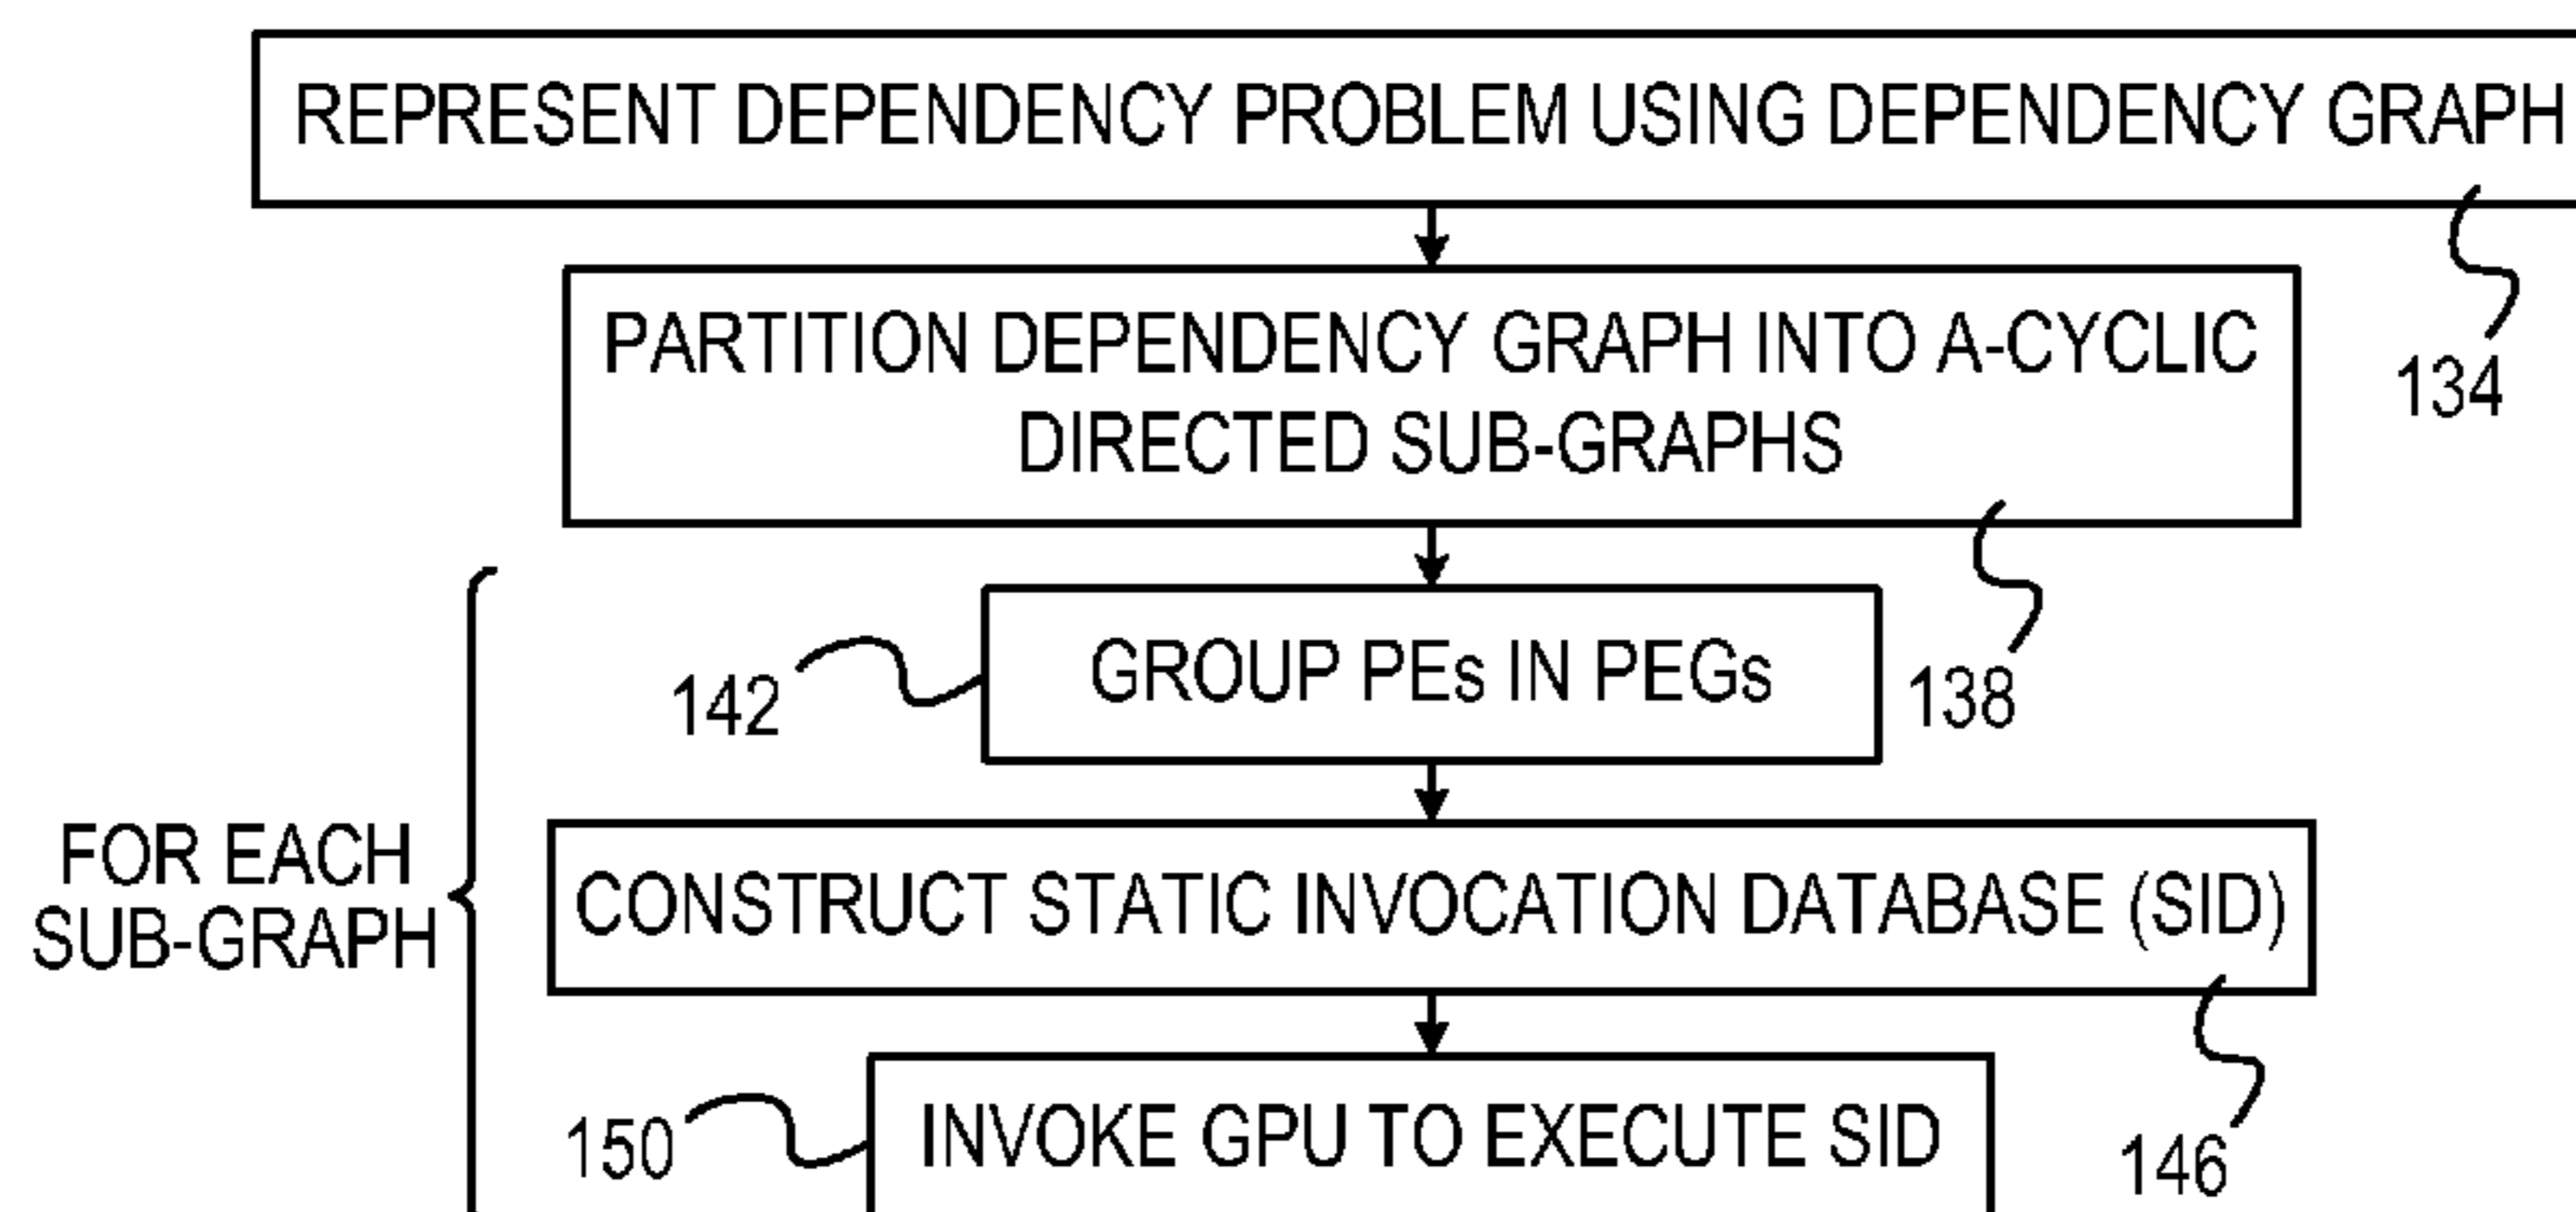 REPRESENT DEPENDENCY PROBLEM USING DEPENDENCY GRAPH
134
PARTITION DEPENDENCY GRAPH INTO A-CYCLIC
DIRECTED SUB-GRAPHS
138
142
GROUP PEs IN PEGs
FOR EACH
SUB-GRAPH
CONSTRUCT STATIC INVOCATION DATABASE (SID)
146
150
INVOKE GPU TO EXECUTE SID